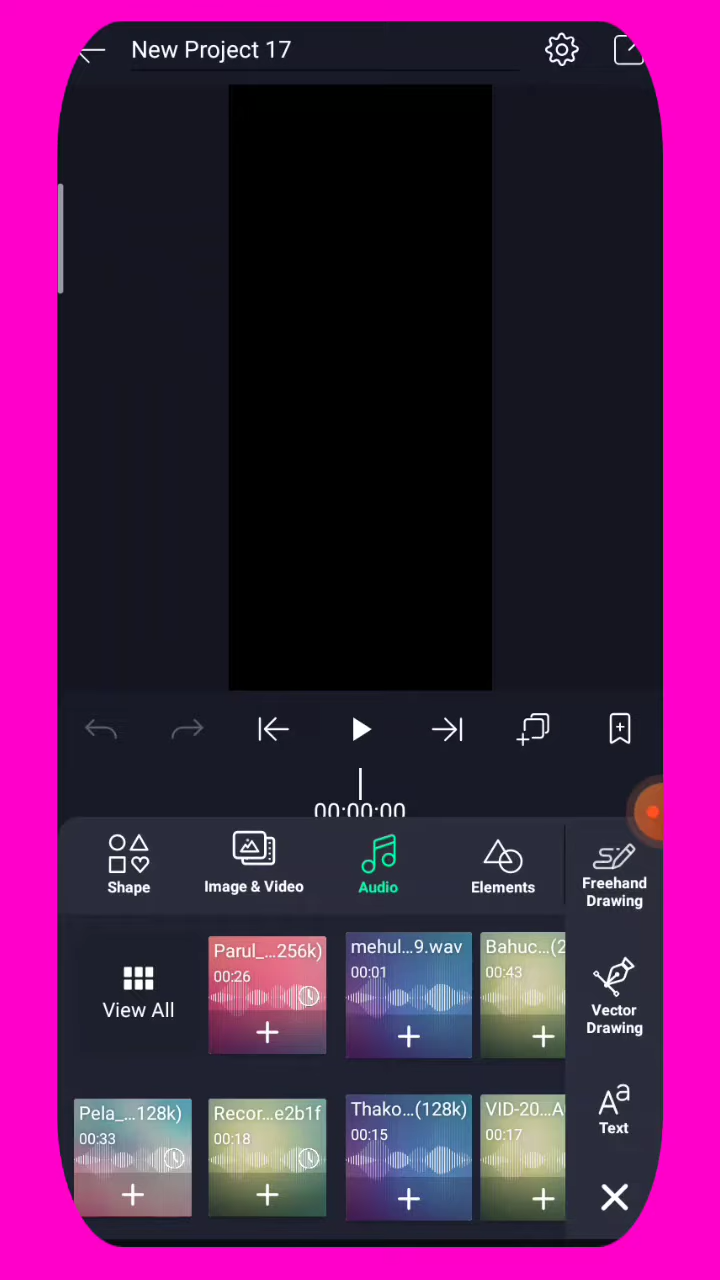 New Project 17
00:00:00
Shape
Image & Video
Audio
Elements
Freehand
Drawing
View All
Parul_...256k)
00:26
mehul...9.wav
00:01
Bahuc...(2
00:43
Vector
Drawing
Pela_...128k)
00:33
Recor...e2b1f
00:18
Thako...(128k)
00:15
VID-20...A
00:17
Aa
Text